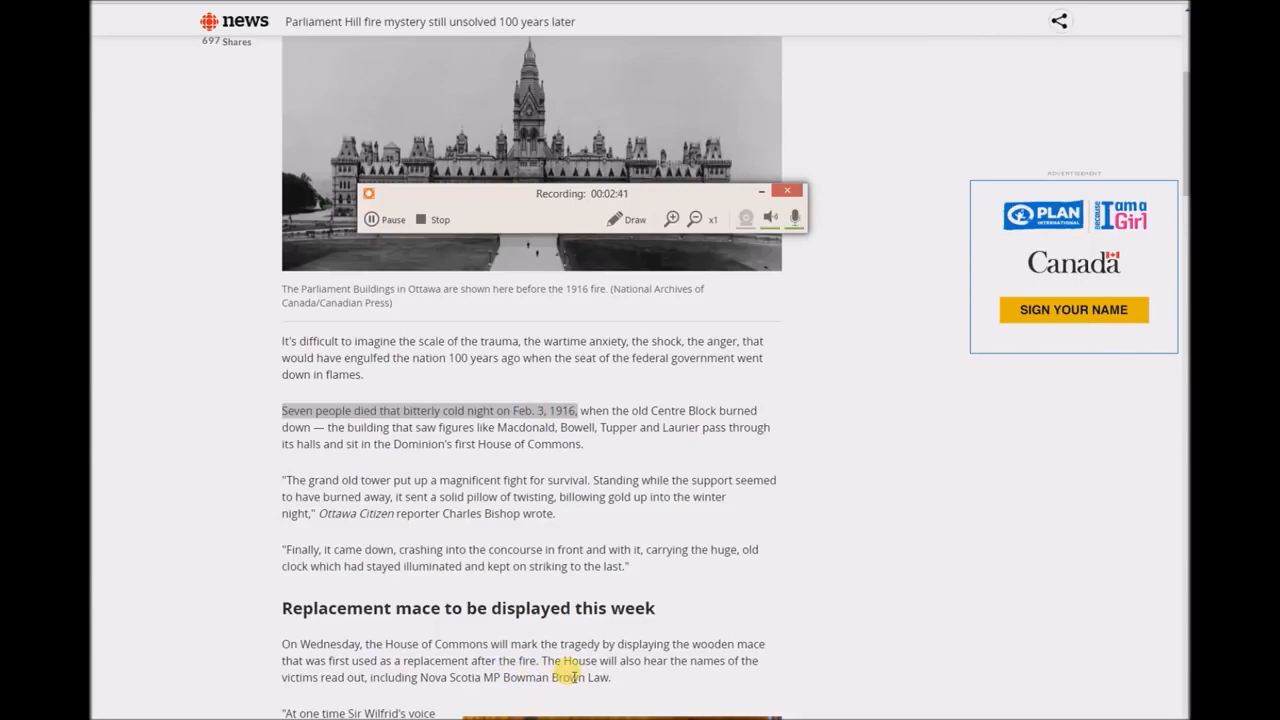 news
Parliament Hill fire mystery still unsolved 100 years later
697 Shares
Recording: 00:02:41
Pause Stop Draw x1
The Parliament Buildings in Ottawa are shown here before the 1916 fire. (National Archives of
Canada/Canadian Press)
It's difficult to imagine the scale of the trauma, the wartime anxiety, the shock, the anger, that
would have engulfed the nation 100 years ago when the seat of the federal government went
down in flames.
Seven people died that bitterly cold night on Feb. 3, 1916, when the old Centre Block burned
down — the building that saw figures like Macdonald, Bowell, Tupper and Laurier pass through
its halls and sit in the Dominion's first House of Commons.
"The grand old tower put up a magnificent fight for survival. Standing while the support seemed
to have burned away, it sent a solid pillow of twisting, billowing gold up into the winter
night," Ottawa Citizen reporter Charles Bishop wrote.
"Finally, it came down, crashing into the concourse in front and with it, carrying the huge, old
clock which had stayed illuminated and kept on striking to the last."
Replacement mace to be displayed this week
On Wednesday, the House of Commons will mark the tragedy by displaying the wooden mace
that was first used as a replacement after the fire. The House will also hear the names of the
victims read out, including Nova Scotia MP Bowman Brown Law.
"At one time Sir Wilfrid's voice
ADVERTISEMENT
PLAN
INTERNATIONAL
because
I am a
Girl
Canada
SIGN YOUR NAME